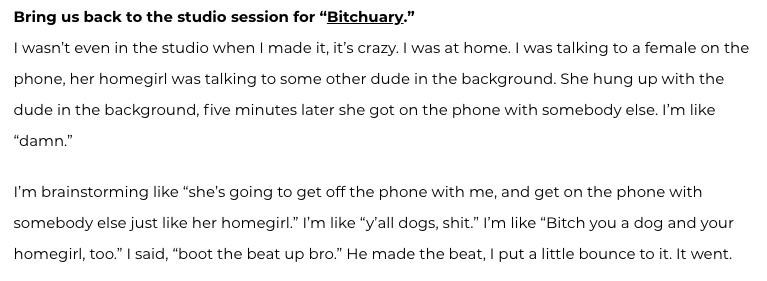 Bring us back to the studio session for “Bitchuary.”
I wasn’t even in the studio when I made it, it’s crazy. I was at home. I was talking to a female on the
phone, her homegirl was talking to some other dude in the background. She hung up with the
dude in the background, five minutes later she got on the phone with somebody else. I’m like
“damn.”
I’m brainstorming like “she’s going to get off the phone with me, and get on the phone with
somebody else just like her homegirl.” I’m like “y’all dogs, shit.” I’m like “Bitch you a dog and your
homegirl, too.” I said, “boot the beat up bro.” He made the beat, I put a little bounce to it. It went.